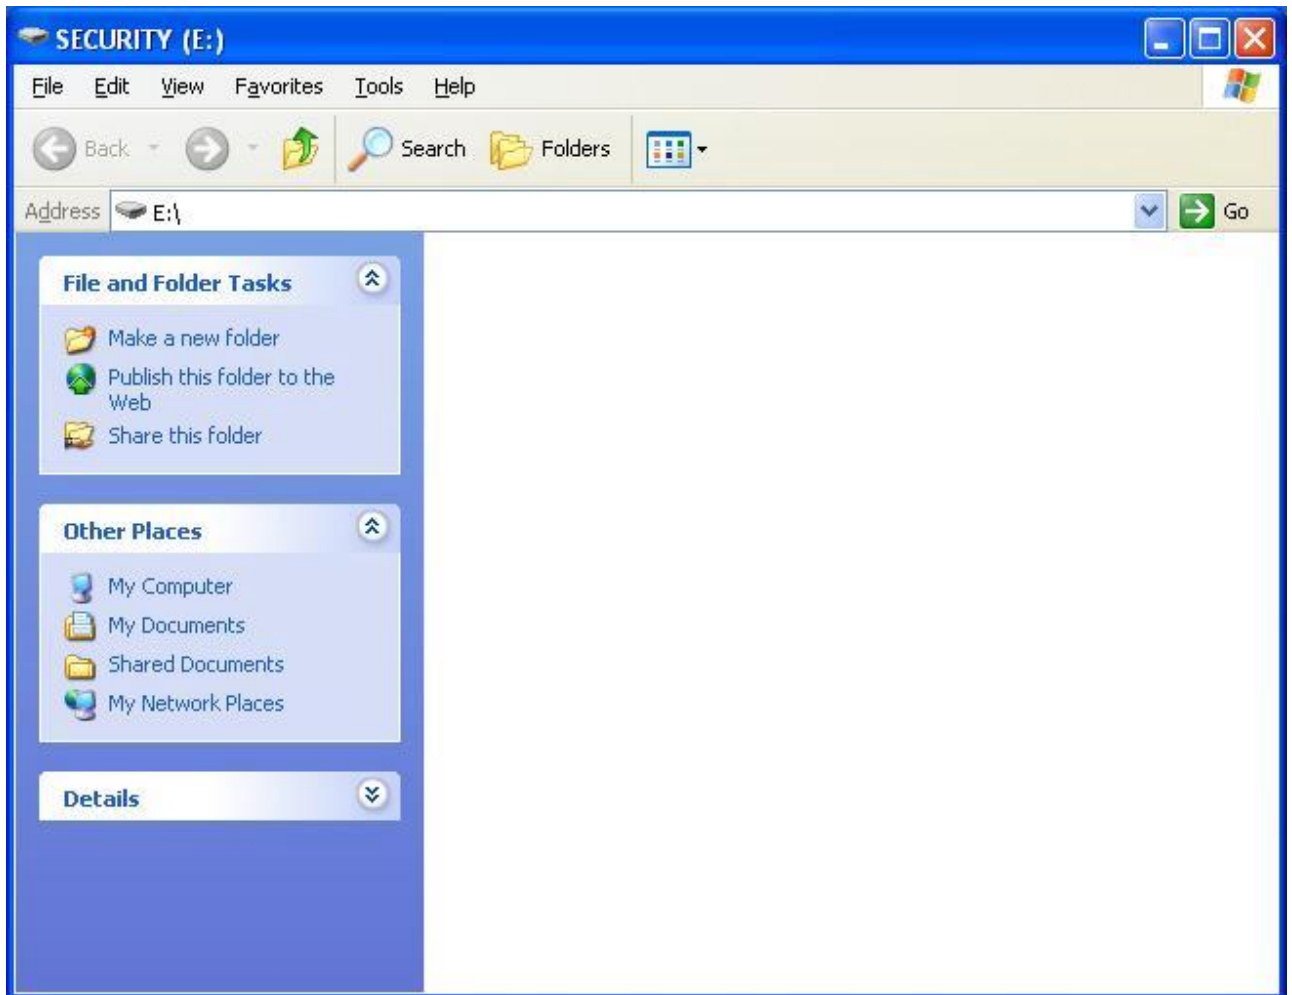 SECURITY (E:)
File Edit View Favorites Tools Help
Back Search Folders
Address E:\ Go
File and Folder Tasks
Make a new folder
Publish this folder to the
Web
Share this folder
Other Places
My Computer
My Documents
Shared Documents
My Network Places
Details